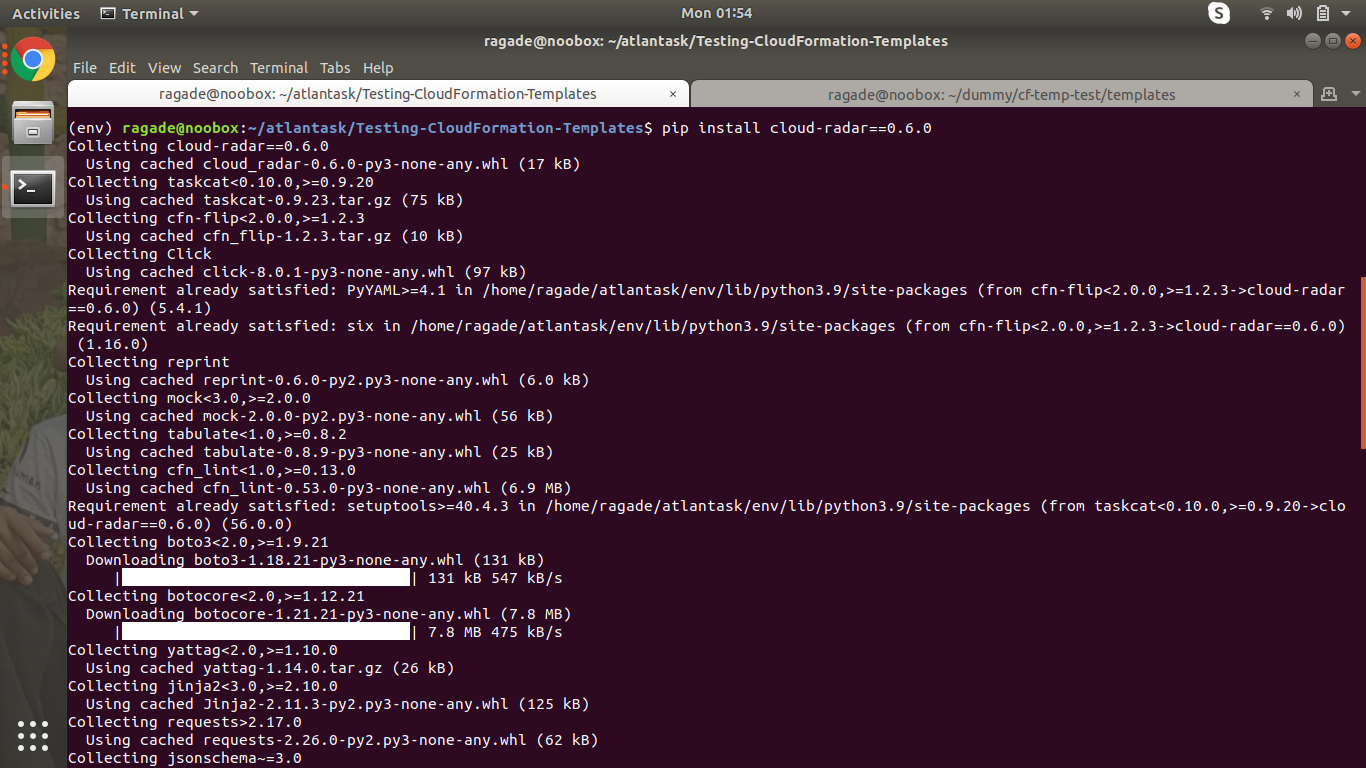 Activities Terminal Mon 01:54
ragade@noobox: ~/atlantask/Testing-CloudFormation-Templates
File Edit View Search Terminal Tabs Help
ragade@noobox: ~/atlantask/Testing-CloudFormation-Templates × ragade@noobox: ~/dummy/cf-temp-test/templates ×
(env) ragade@noobox:~/atlantask/Testing-CloudFormation-Templates$ pip install cloud-radar==0.6.0
Collecting cloud-radar==0.6.0
  Using cached cloud_radar-0.6.0-py3-none-any.whl (17 kB)
Collecting taskcat<0.10.0,>=0.9.20
  Using cached taskcat-0.9.23.tar.gz (75 kB)
Collecting cfn-flip<2.0.0,>=1.2.3
  Using cached cfn_flip-1.2.3.tar.gz (10 kB)
Collecting Click
  Using cached click-8.0.1-py3-none-any.whl (97 kB)
Requirement already satisfied: PyYAML>=4.1 in /home/ragade/atlantask/env/lib/python3.9/site-packages (from cfn-flip<2.0.0,>=1.2.3->cloud-radar
==0.6.0) (5.4.1)
Requirement already satisfied: six in /home/ragade/atlantask/env/lib/python3.9/site-packages (from cfn-flip<2.0.0,>=1.2.3->cloud-radar==0.6.0)
 (1.16.0)
Collecting reprint
  Using cached reprint-0.6.0-py2.py3-none-any.whl (6.0 kB)
Collecting mock<3.0,>=2.0.0
  Using cached mock-2.0.0-py2.py3-none-any.whl (56 kB)
Collecting tabulate<1.0,>=0.8.2
  Using cached tabulate-0.8.9-py3-none-any.whl (25 kB)
Collecting cfn_lint<1.0,>=0.13.0
  Using cached cfn_lint-0.53.0-py3-none-any.whl (6.9 MB)
Requirement already satisfied: setuptools>=40.4.3 in /home/ragade/atlantask/env/lib/python3.9/site-packages (from taskcat<0.10.0,>=0.9.20->clo
ud-radar==0.6.0) (56.0.0)
Collecting boto3<2.0,>=1.9.21
  Downloading boto3-1.18.21-py3-none-any.whl (131 kB)
     | | 131 kB 547 kB/s
Collecting botocore<2.0,>=1.12.21
  Downloading botocore-1.21.21-py3-none-any.whl (7.8 MB)
     | | 7.8 MB 475 kB/s
Collecting yattag<2.0,>=1.10.0
  Using cached yattag-1.14.0.tar.gz (26 kB)
Collecting jinja2<3.0,>=2.10.0
  Using cached Jinja2-2.11.3-py2.py3-none-any.whl (125 kB)
Collecting requests>2.17.0
  Using cached requests-2.26.0-py2.py3-none-any.whl (62 kB)
Collecting jsonschema~=3.0